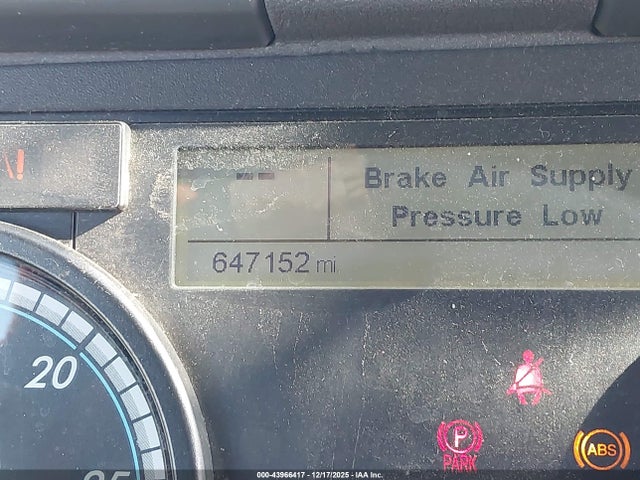 Brake Air Supply
Pressure Low
647152 mi
20
P
PARK
ABS
000-43966417 - 12/17/2025 - IAA Inc.